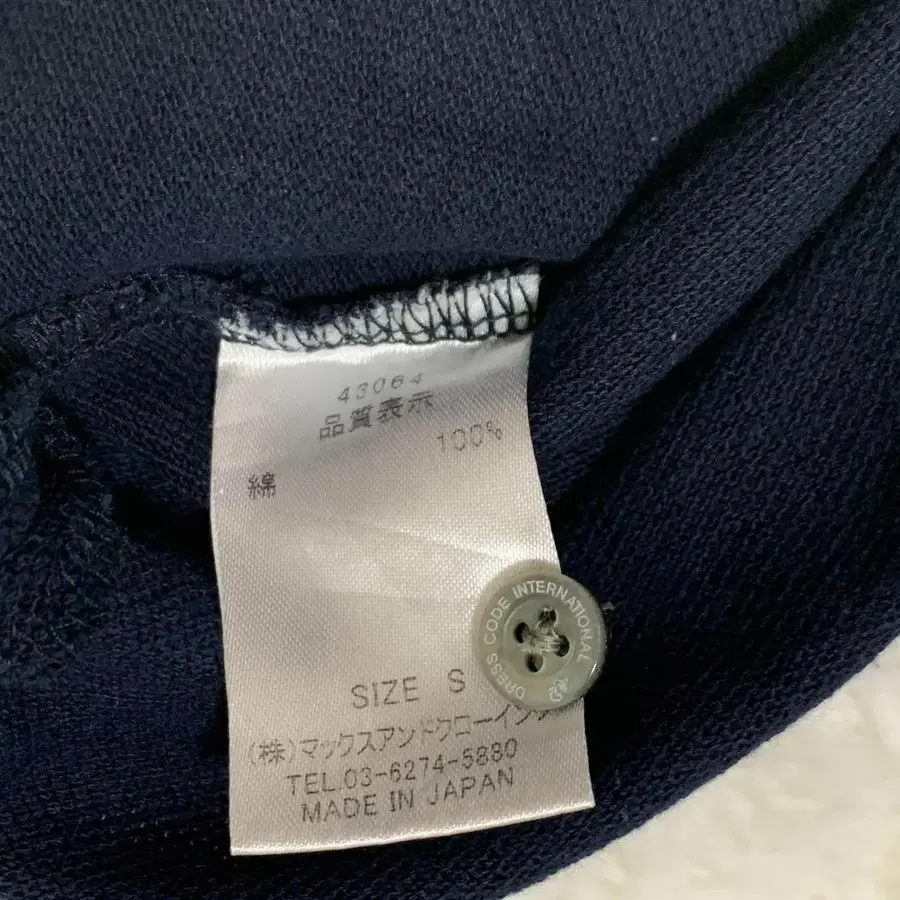 43064
品質表示
綿 100%
SIZE S
(株)マックスアンドクローイング
TEL.03-6274-5880
MADE IN JAPAN
DRESS CODE INTERNATIONAL